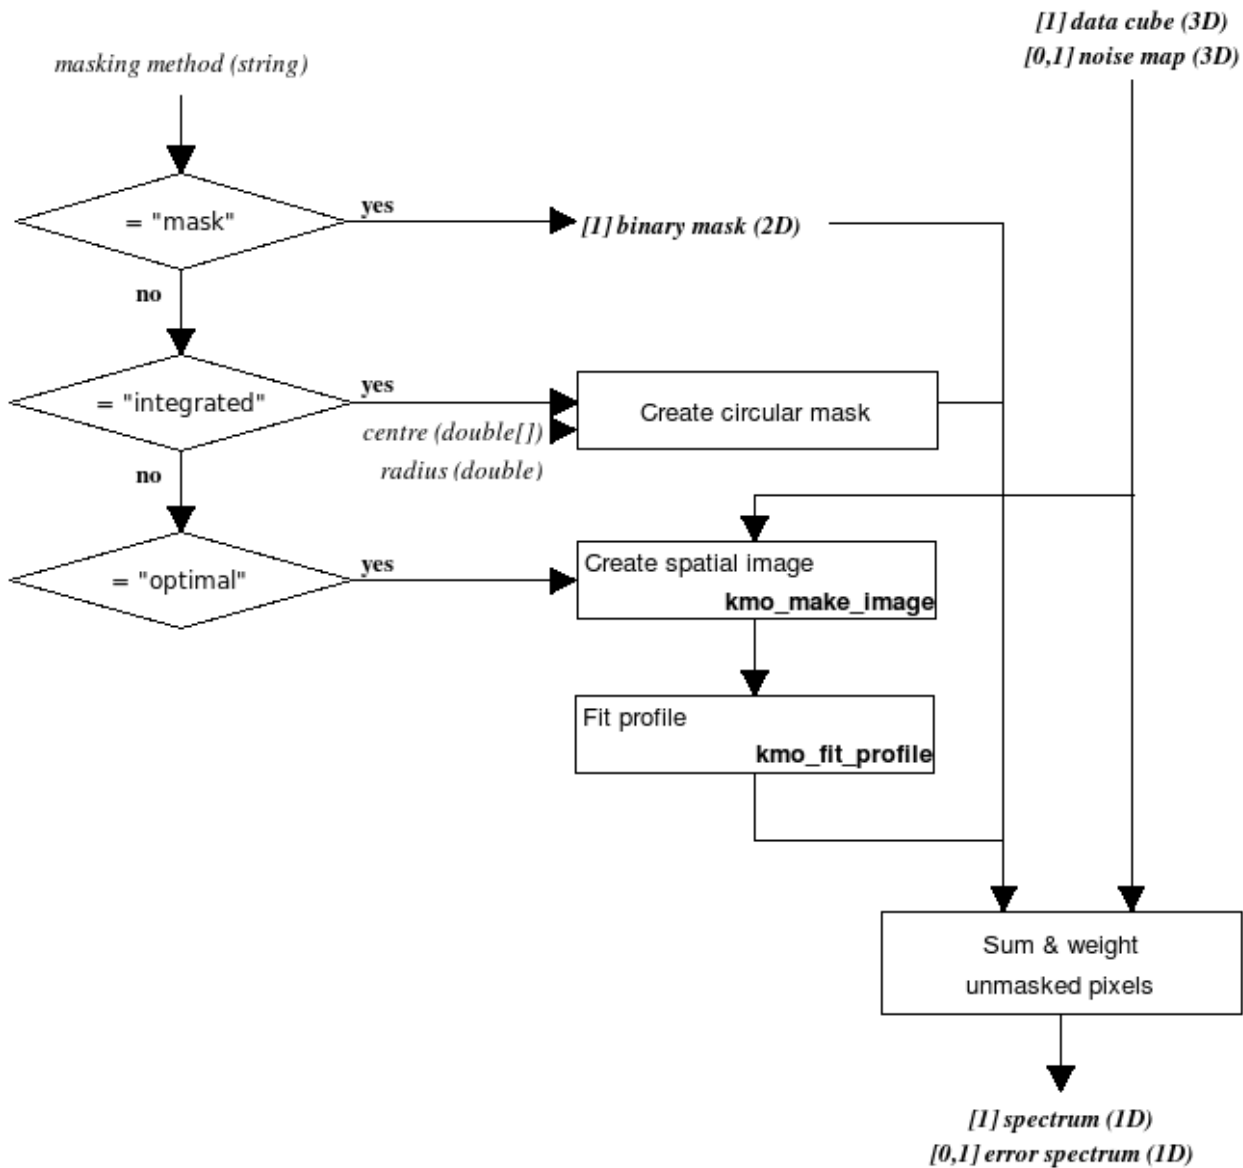 [1] data cube (3D)
[0,1] noise map (3D)
masking method (string)
= "mask"
yes
[1] binary mask (2D)
no
= "integrated"
yes
Create circular mask
centre (double[])
radius (double)
no
= "optimal"
yes
Create spatial image
kmo_make_image
Fit profile
kmo_fit_profile
Sum & weight
unmasked pixels
[1] spectrum (1D)
[0,1] error spectrum (1D)